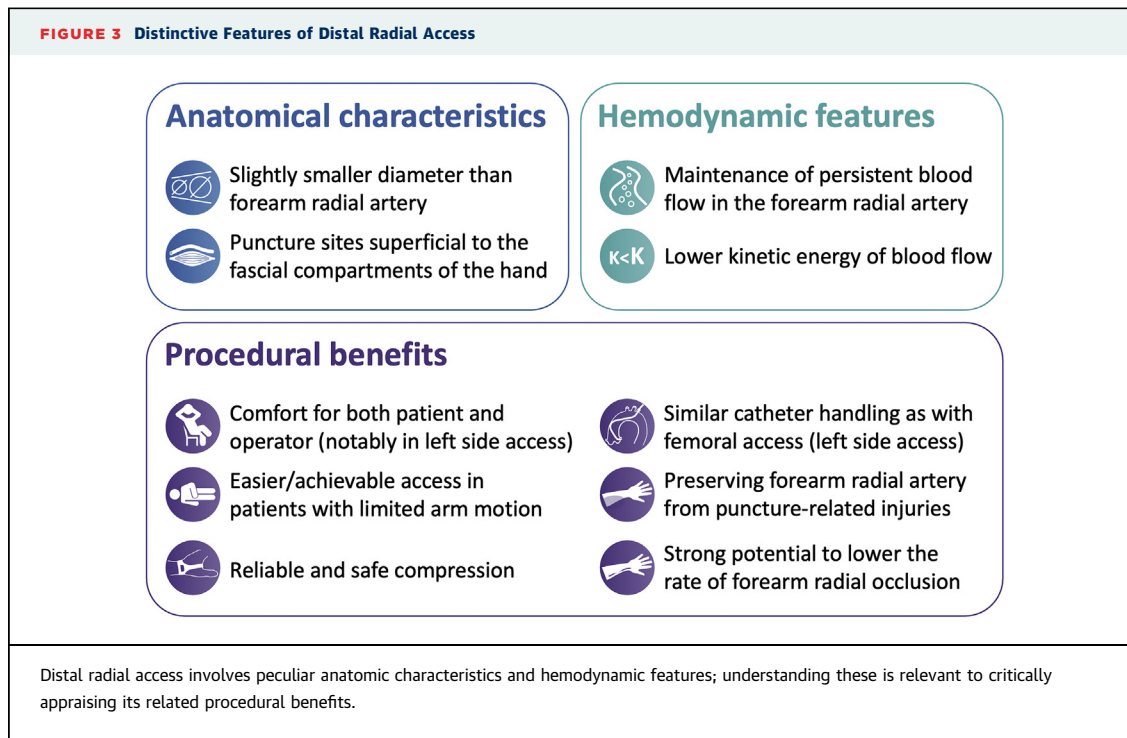 FIGURE 3 Distinctive Features of Distal Radial Access
Anatomical characteristics
Slightly smaller diameter than
forearm radial artery
Puncture sites superficial to the
fascial compartments of the hand
Hemodynamic features
Maintenance of persistent blood
flow in the forearm radial artery
K<K
Lower kinetic energy of blood flow
Procedural benefits
Comfort for both patient and
operator (notably in left side access)
Easier/achievable access in
patients with limited arm motion
Reliable and safe compression
Similar catheter handling as with
femoral access (left side access)
Preserving forearm radial artery
from puncture-related injuries
Strong potential to lower the
rate of forearm radial occlusion
Distal radial access involves peculiar anatomic characteristics and hemodynamic features; understanding these is relevant to critically
appraising its related procedural benefits.